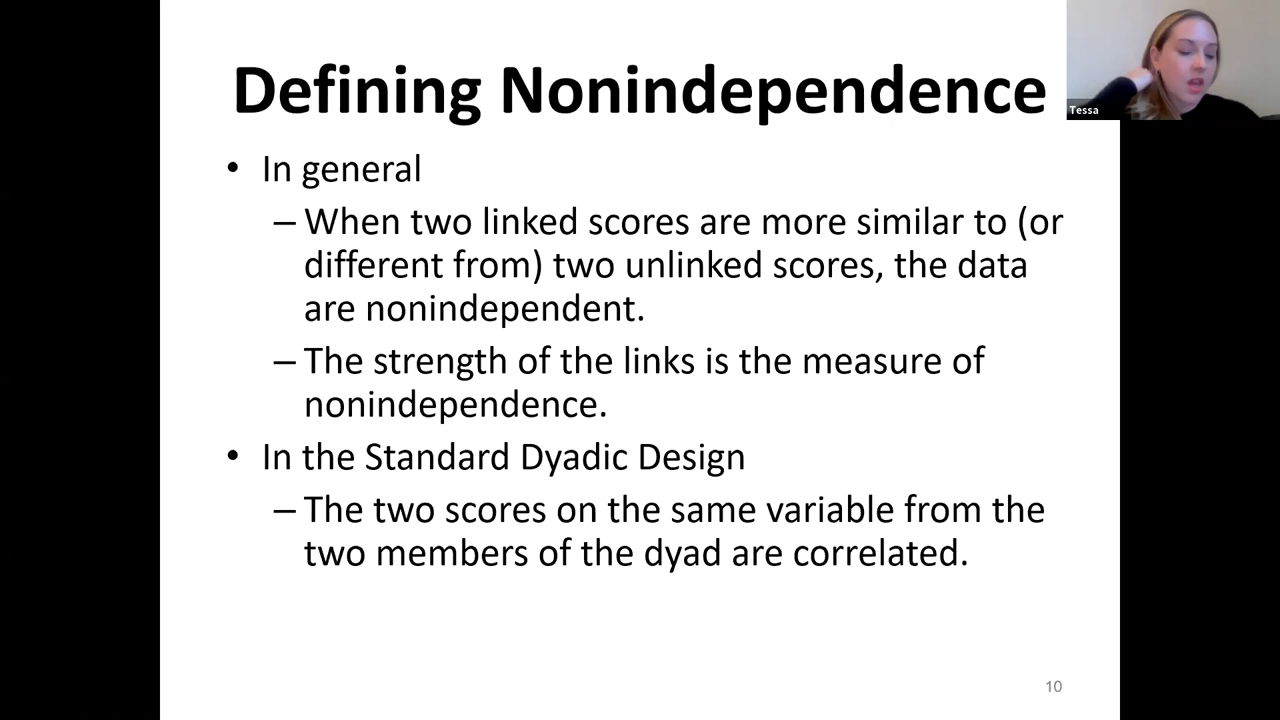 Defining Nonindependence
Tessa
• In general
– When two linked scores are more similar to (or
different from) two unlinked scores, the data
are nonindependent.
– The strength of the links is the measure of
nonindependence.
• In the Standard Dyadic Design
– The two scores on the same variable from the
two members of the dyad are correlated.
10